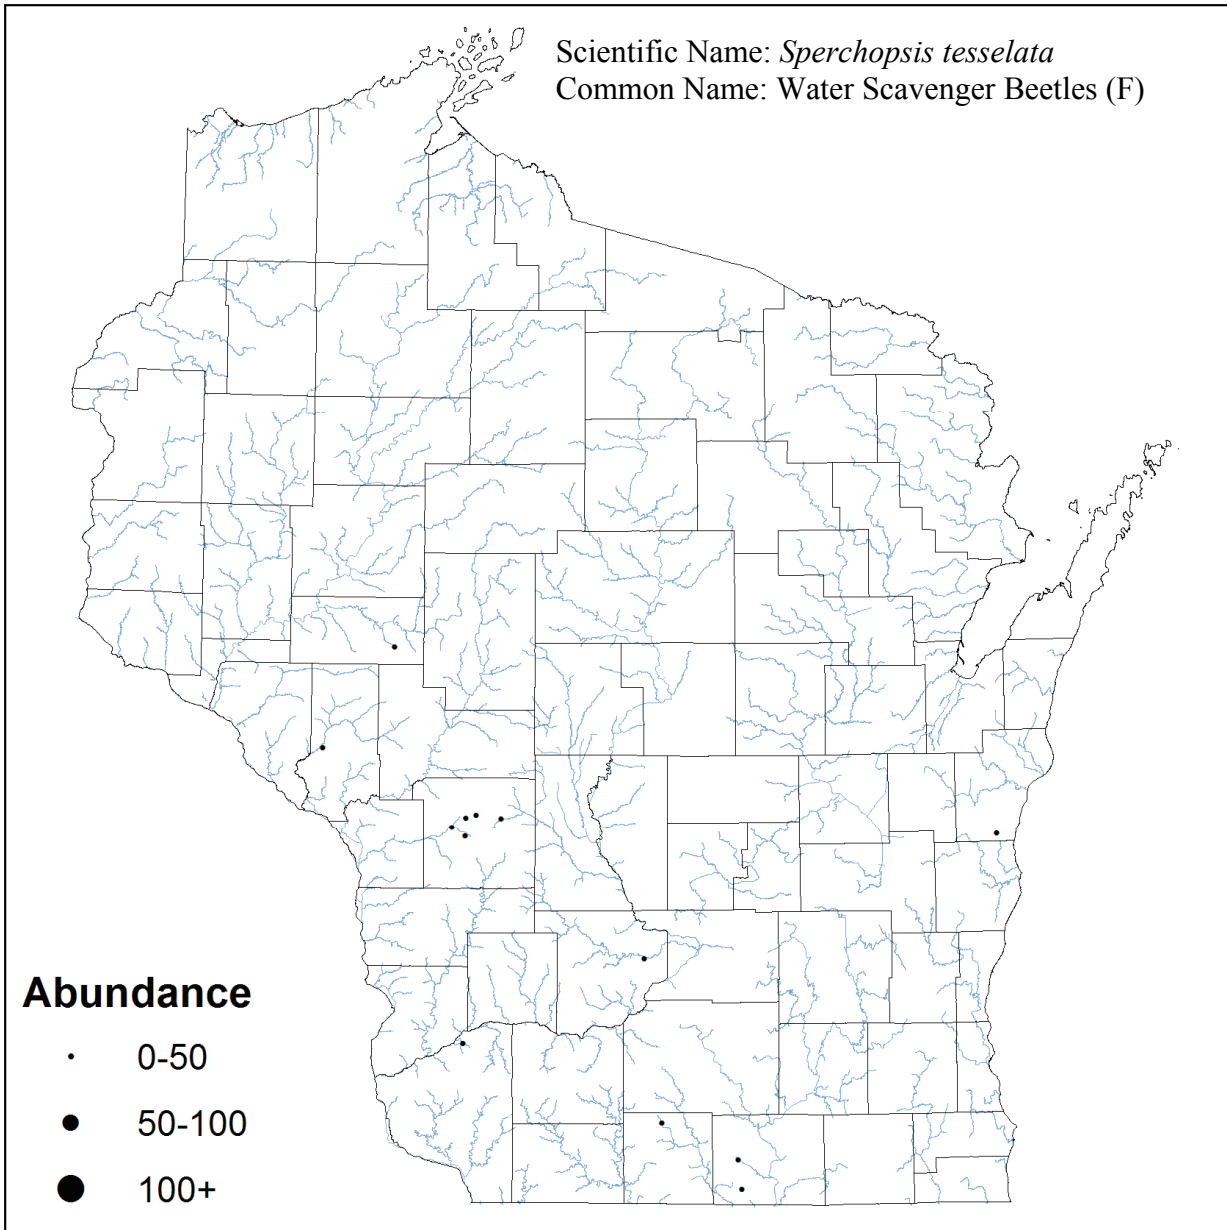 Scientific Name: Sperchopsis tesselata
Common Name: Water Scavenger Beetles (F)
Abundance
0-50
50-100
100+